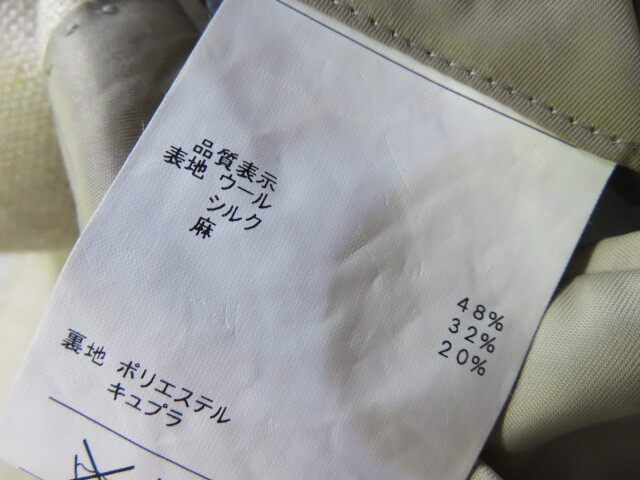 品質表示
表地 ウール 48%
シルク 32%
麻 20%
裏地 ポリエステル
キュプラ